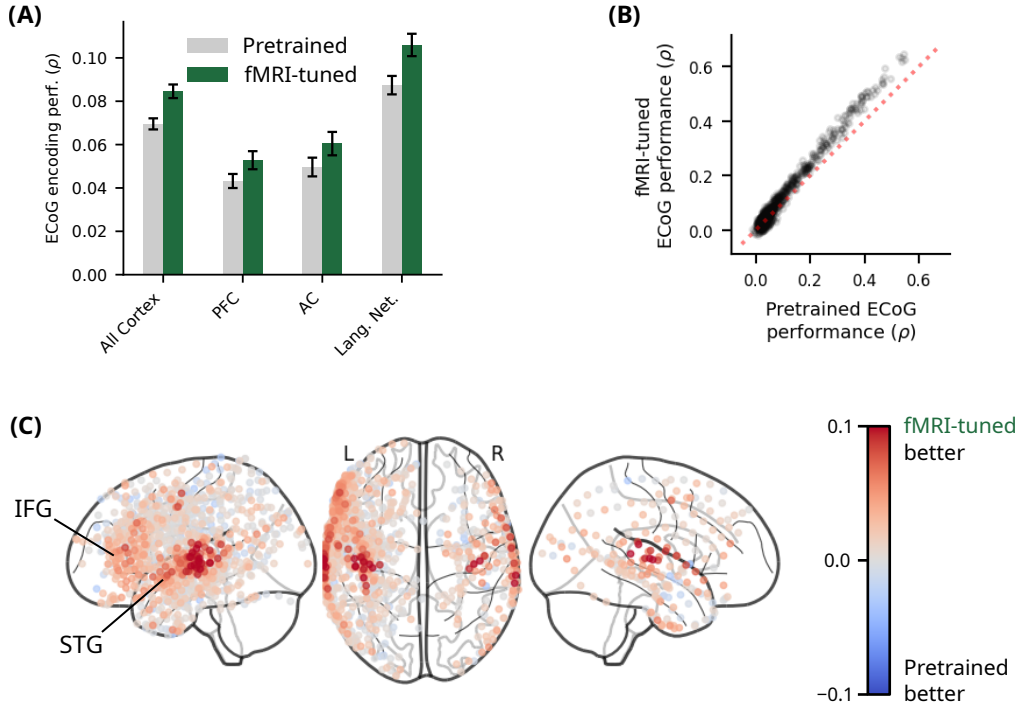 (A)
ECoG encoding perf. (ρ)
0.10
0.08
0.06
0.04
0.02
0.00
Pretrained
fMRI-tuned
All Cortex
PFC
AC
Lang. Net.
(B)
fMRI-tuned
ECoG performance (ρ)
0.6
0.4
0.2
0.0
0.0
0.2
0.4
0.6
Pretrained ECoG
performance (ρ)
(C)
IFG
STG
L
R
0.1
0.0
−0.1
fMRI-tuned
better
Pretrained
better